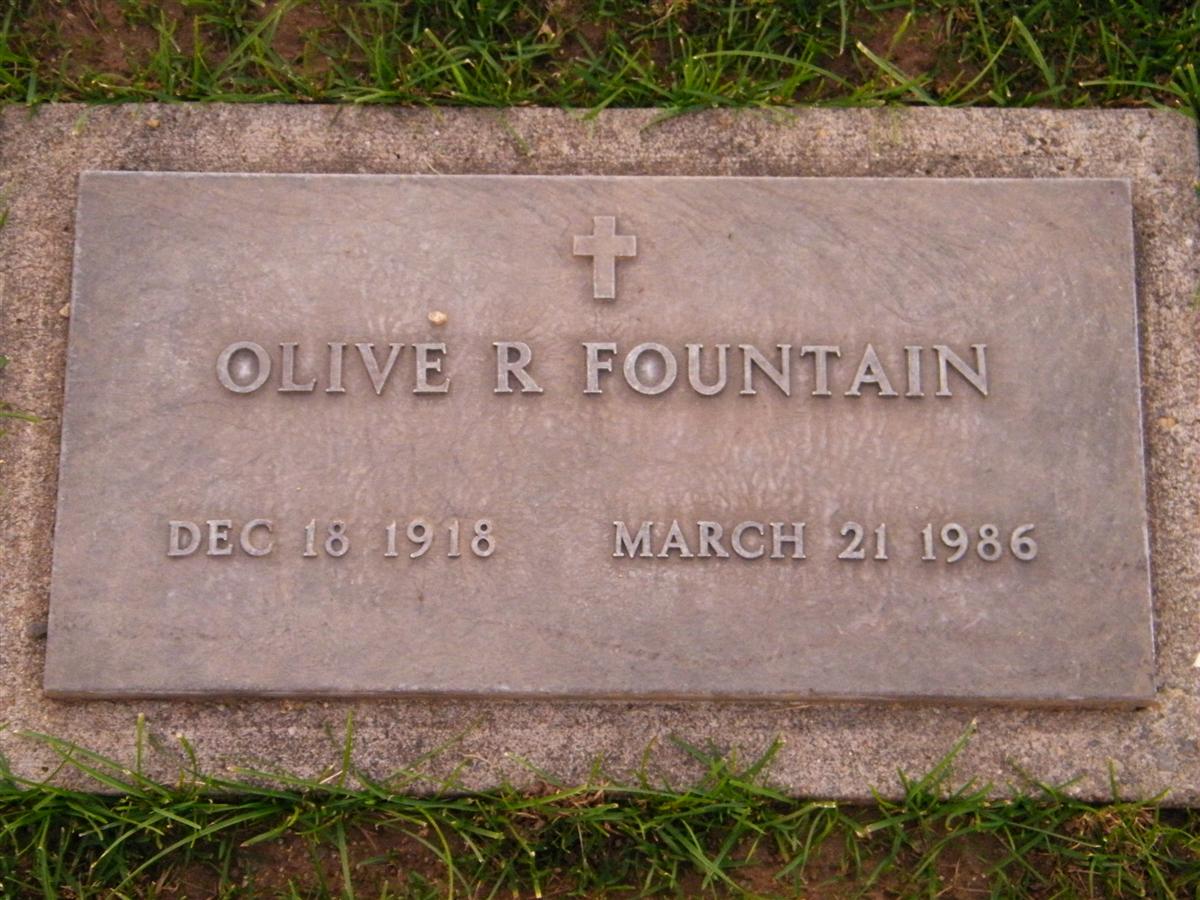 OLIVE R FOUNTAIN
DEC 18 1918 MARCH 21 1986